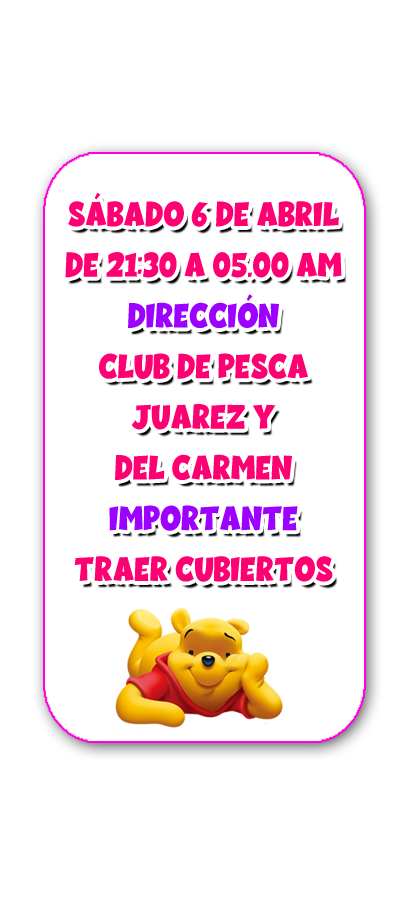 SÁBADO 6 DE ABRIL
DE 21:30 A 05.00 AM
DIRECCIÓN
CLUB DE PESCA
JUAREZ Y
DEL CARMEN
IMPORTANTE
TRAER CUBIERTOS